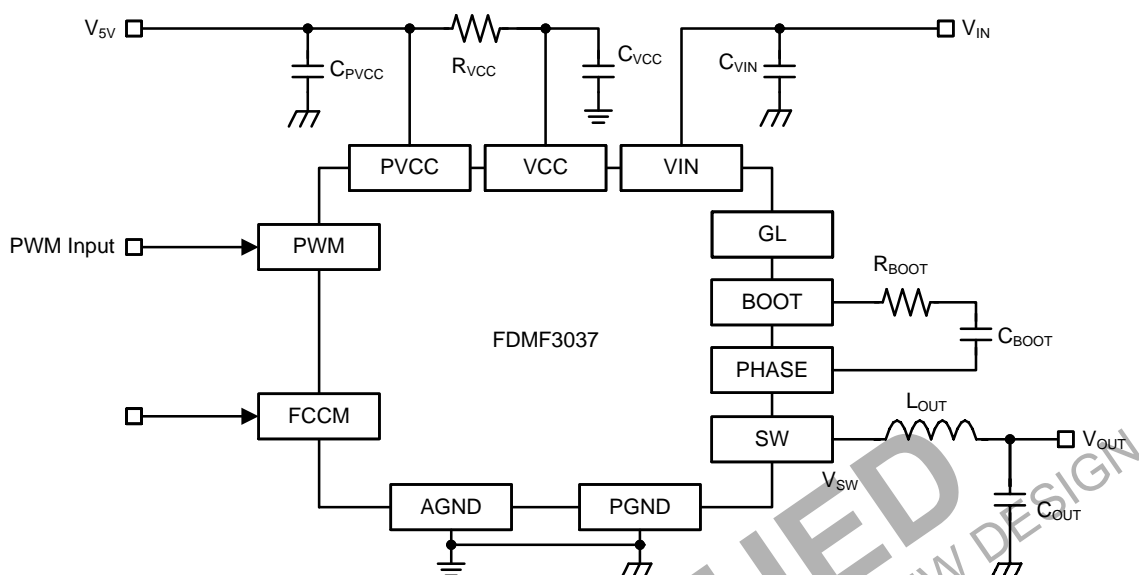 V5V
CPVCC
RVCC
CVCC
CVIN
VIN
PVCC
VCC
VIN
PWM Input
PWM
GL
RBOOT
BOOT
CBOOT
FDMF3037
PHASE
FCCM
LOUT
SW
VOUT
VSW
COUT
AGND
PGND
DESIGN